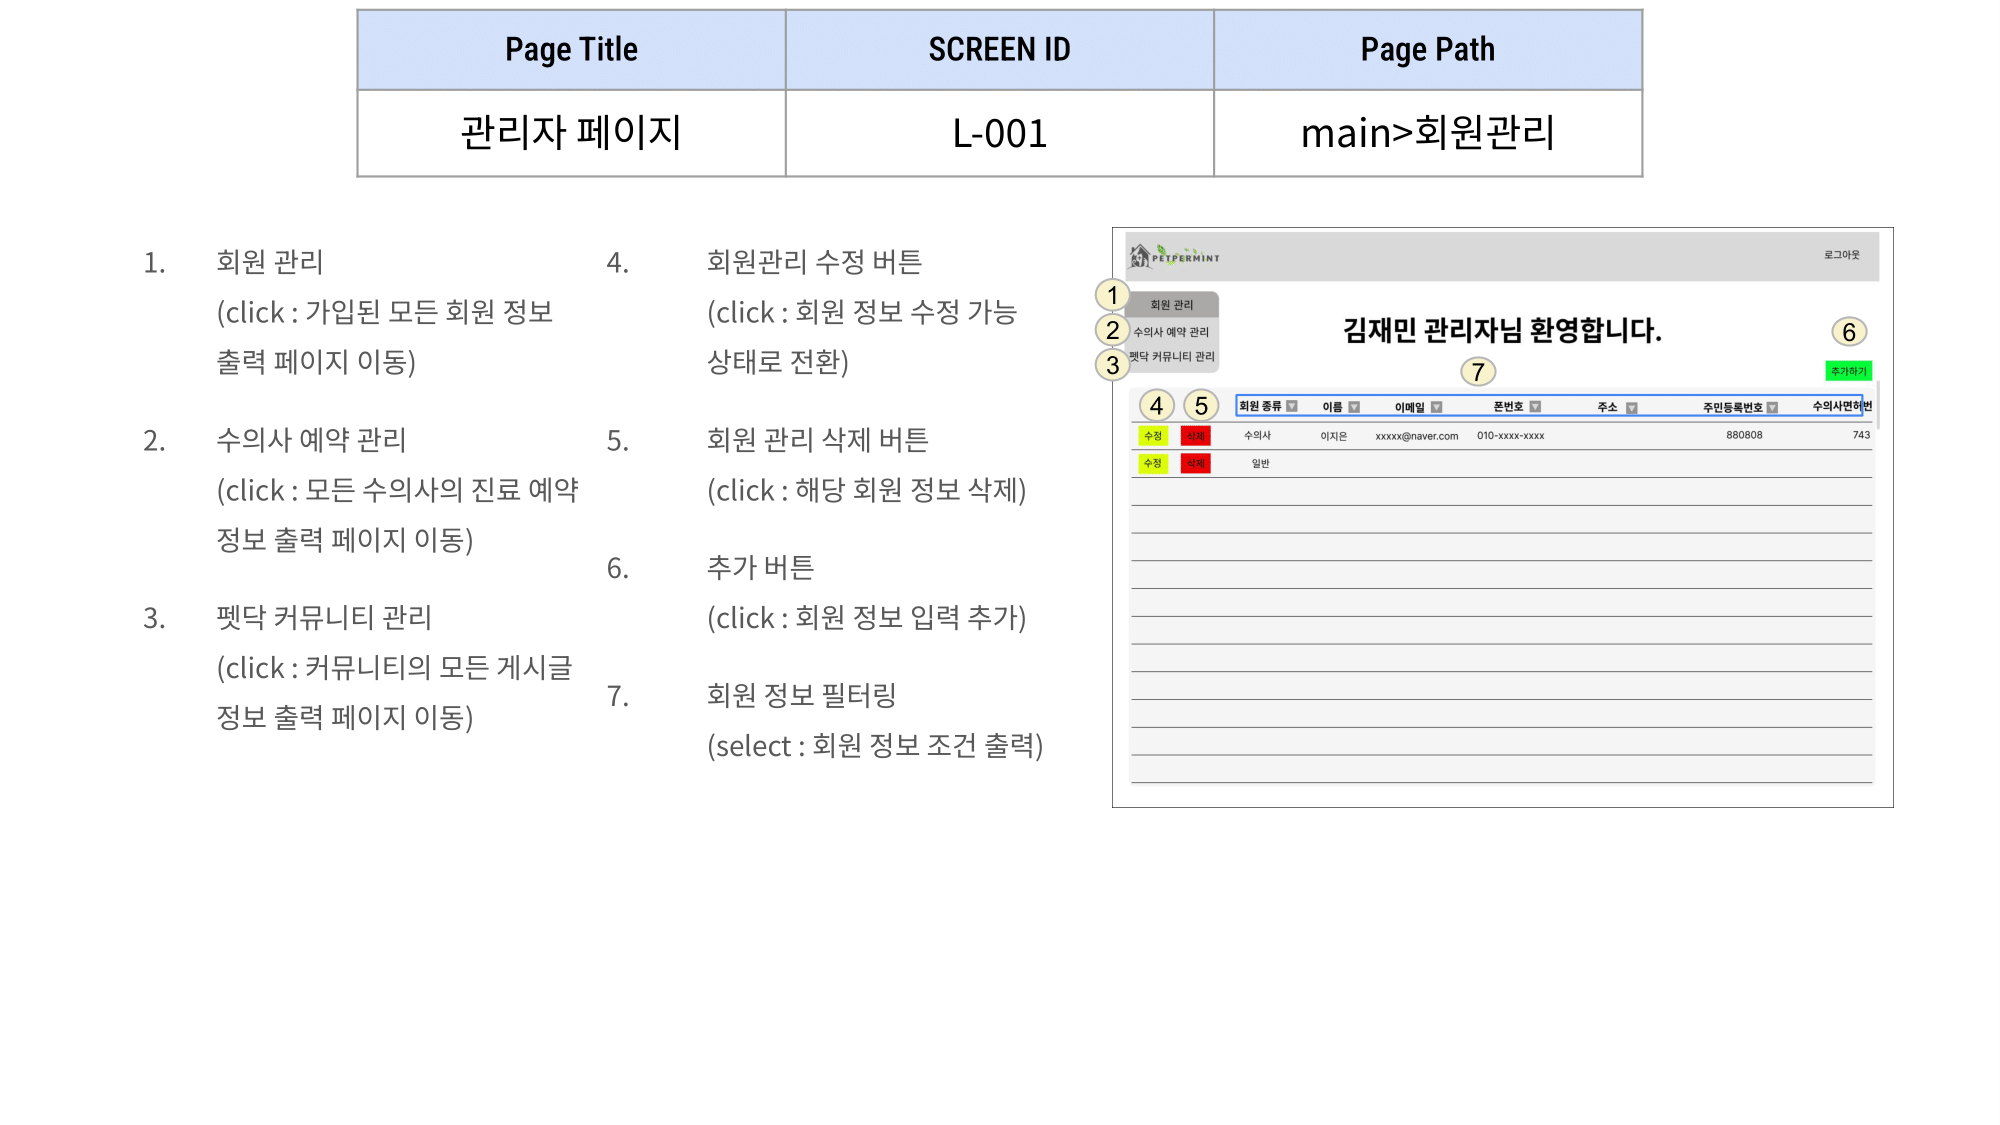 Page Title SCREEN ID Page Path
관리자 페이지 L-001 main>회원관리
1. 회원 관리
(click : 가입된 모든 회원 정보
출력 페이지 이동)
2. 수의사 예약 관리
(click : 모든 수의사의 진료 예약
정보 출력 페이지 이동)
3. 펫닥 커뮤니티 관리
(click : 커뮤니티의 모든 게시글
정보 출력 페이지 이동)
4. 회원관리 수정 버튼
(click : 회원 정보 수정 가능
상태로 전환)
5. 회원 관리 삭제 버튼
(click : 해당 회원 정보 삭제)
6. 추가 버튼
(click : 회원 정보 입력 추가)
7. 회원 정보 필터링
(select : 회원 정보 조건 출력)
PETPERMINT 로그아웃
1 회원 관리
2 수의사 예약 관리
3 펫닥 커뮤니티 관리
김재민 관리자님 환영합니다.
6
7
추가하기
4 5 회원 종류 이름 이메일 폰번호 주소 주민등록번호 수의사면허번
수정 삭제 수의사 이지은 xxxxx@naver.com 010-xxxx-xxxx 880808 743
수정 삭제 일반